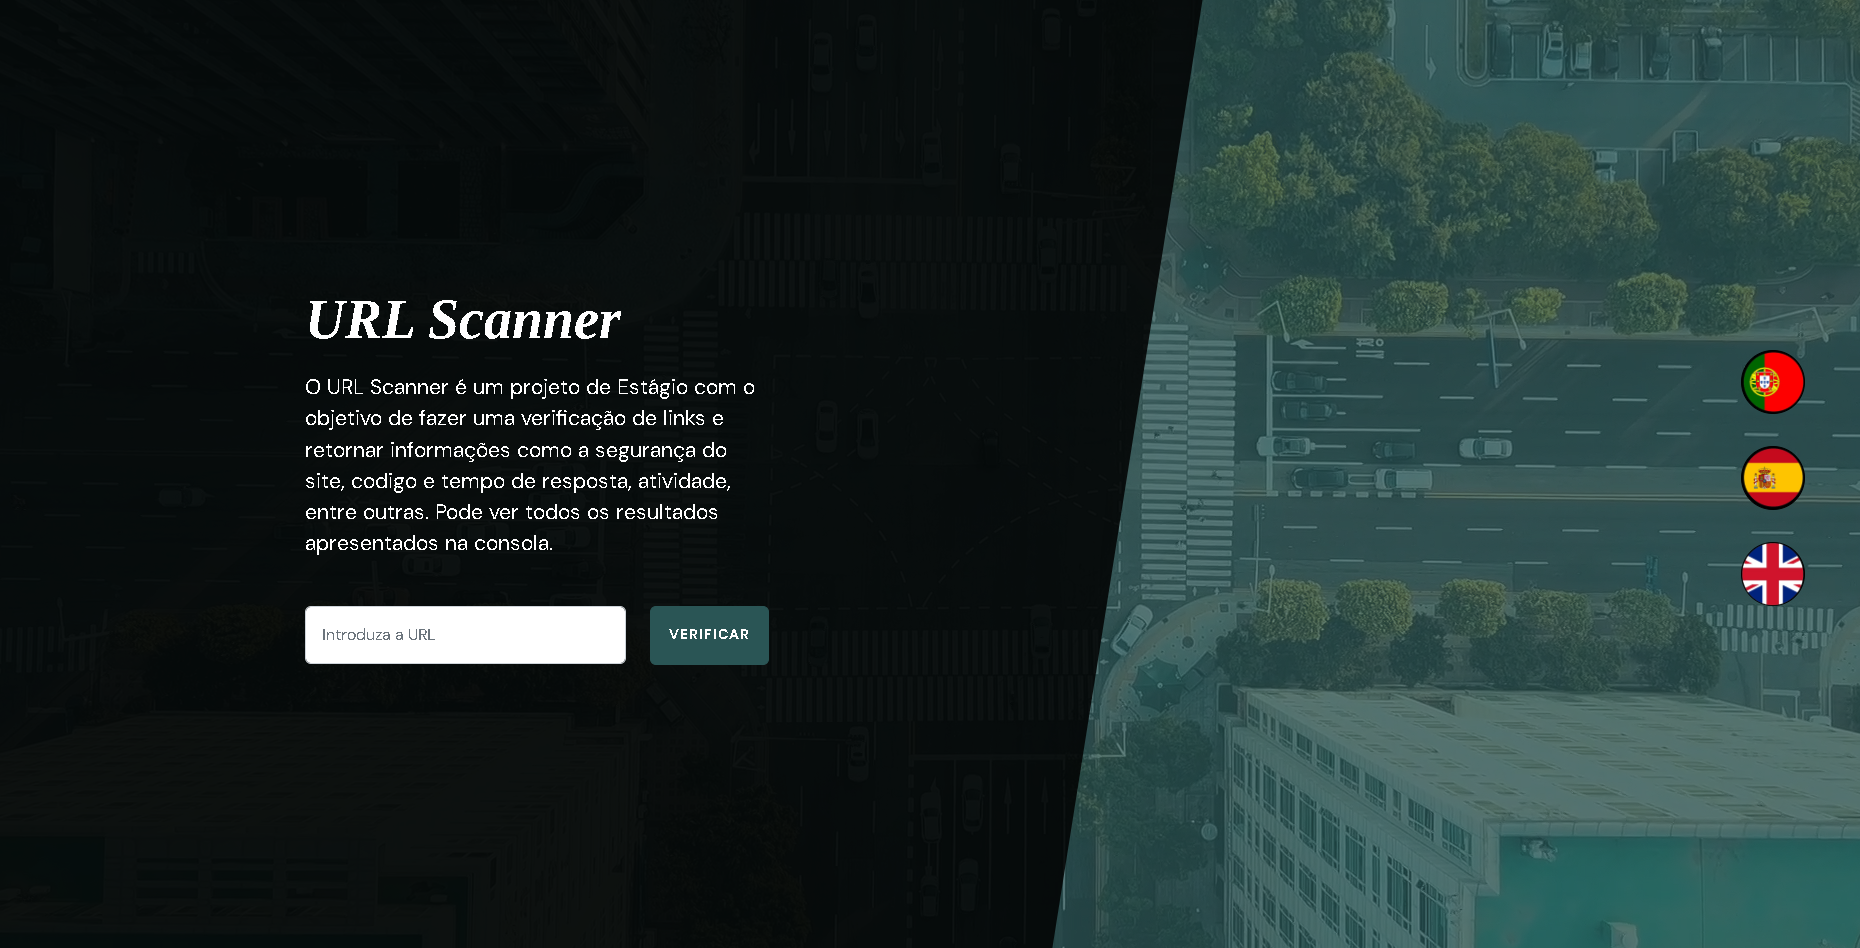 URL Scanner
O URL Scanner é um projeto de Estágio com o
objetivo de fazer uma verificação de links e
retornar informações como a segurança do
site, codigo e tempo de resposta, atividade,
entre outras. Pode ver todos os resultados
apresentados na consola.
Introduza a URL
VERIFICAR